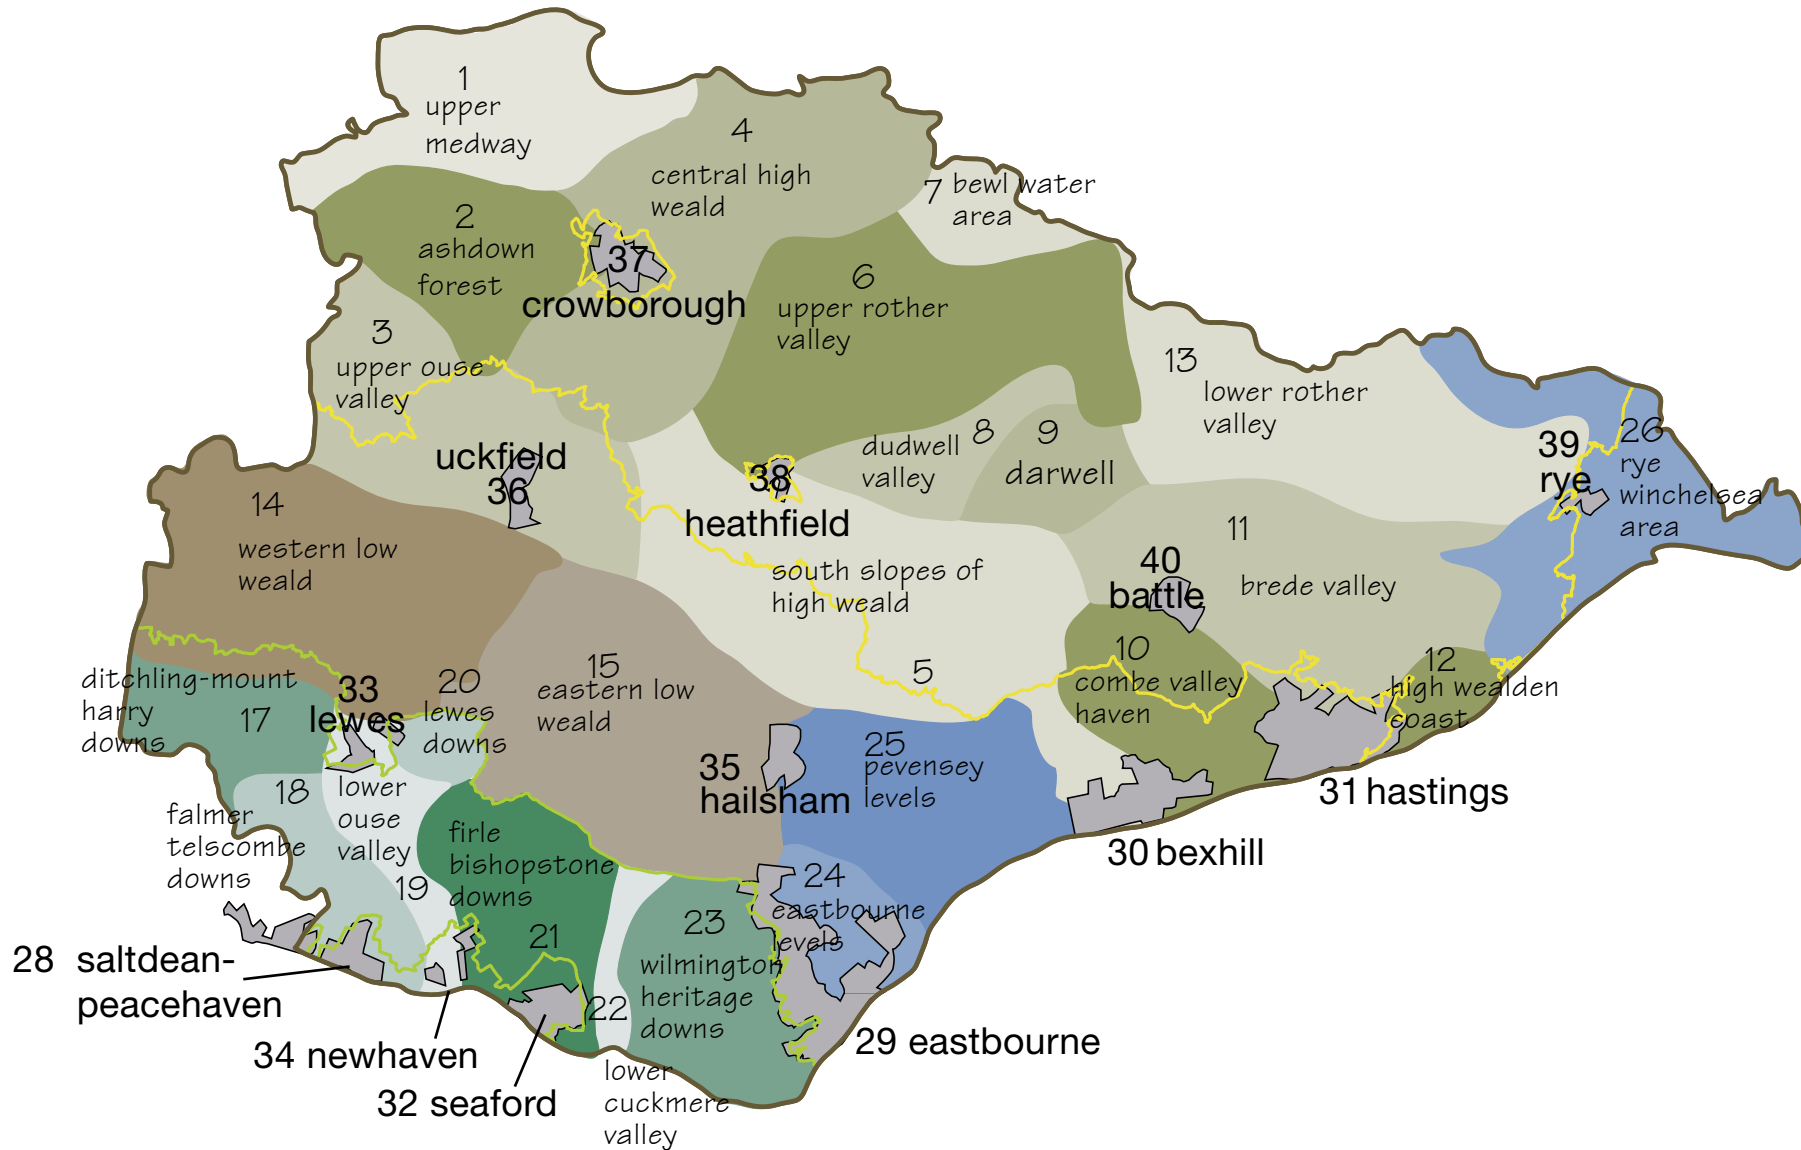 1
upper
medway
4
central high
weald
7 bewl water
area
2
ashdown
forest
37
crowborough
6
upper rother
valley
3
upper ouse
valley
13
lower rother
valley
uckfield
36
38
heathfield
dudwell 8
valley
9
darwell
39
rye
26
rye
winchelsea
area
14
western low
weald
south slopes of
high weald
5
11
brede valley
40
battle
10
combe valley
haven
12
high wealden
coast
ditchling-mount
harry
downs
17
33
lewes
20
lewes
downs
15
eastern low
weald
35
hailsham
25
pevensey
levels
31 hastings
30 bexhill
18
falmer
telscombe
downs
lower
ouse
valley
19
firle
bishopstone
downs
21
24
eastbourne
levels
23
wilmington
heritage
downs
22
28 saltdean-
peacehaven
34 newhaven
32 seaford
29 eastbourne
lower
cuckmere
valley